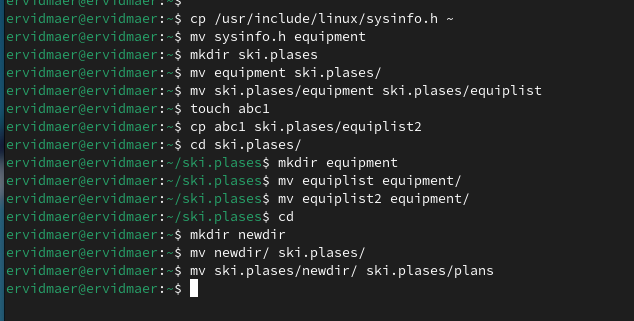 ervidmaer@ervidmaer:~$
ervidmaer@ervidmaer:~$ cp /usr/include/linux/sysinfo.h ~
ervidmaer@ervidmaer:~$ mv sysinfo.h equipment
ervidmaer@ervidmaer:~$ mkdir ski.plases
ervidmaer@ervidmaer:~$ mv equipment ski.plases/
ervidmaer@ervidmaer:~$ mv ski.plases/equipment ski.plases/equiplist
ervidmaer@ervidmaer:~$ touch abc1
ervidmaer@ervidmaer:~$ cp abc1 ski.plases/equiplist2
ervidmaer@ervidmaer:~$ cd ski.plases/
ervidmaer@ervidmaer:~/ski.plases$ mkdir equipment
ervidmaer@ervidmaer:~/ski.plases$ mv equiplist equipment/
ervidmaer@ervidmaer:~/ski.plases$ mv equiplist2 equipment/
ervidmaer@ervidmaer:~/ski.plases$ cd
ervidmaer@ervidmaer:~$ mkdir newdir
ervidmaer@ervidmaer:~$ mv newdir/ ski.plases/
ervidmaer@ervidmaer:~$ mv ski.plases/newdir/ ski.plases/plans
ervidmaer@ervidmaer:~$